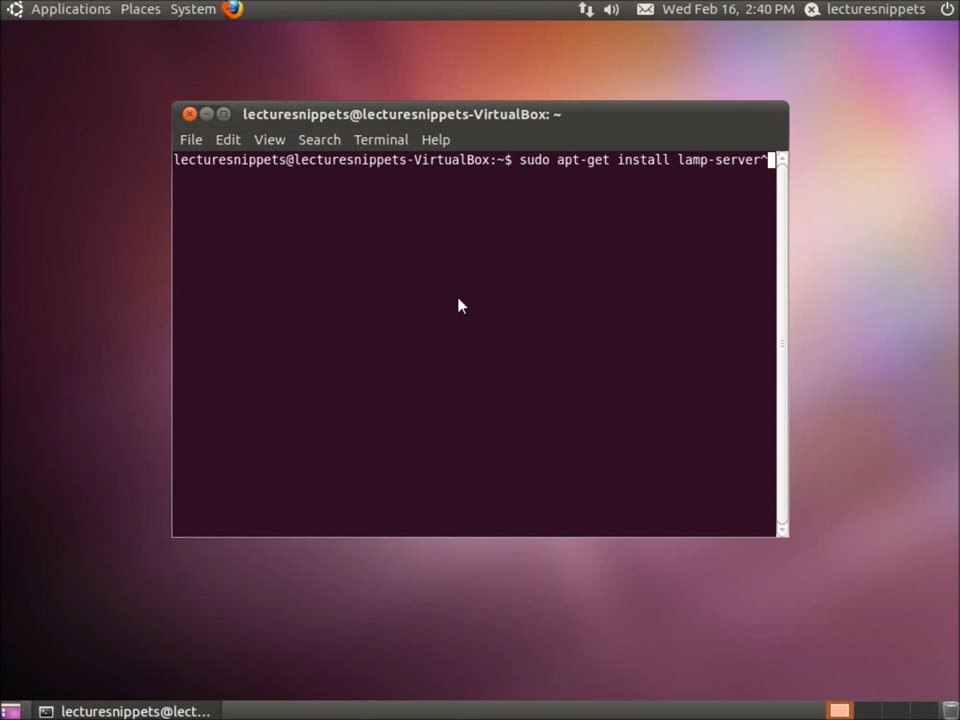 Applications Places System Wed Feb 16, 2:40 PM lecturesnippets
lecturesnippets@lecturesnippets-VirtualBox: ~
File Edit View Search Terminal Help
lecturesnippets@lecturesnippets-VirtualBox:~$ sudo apt-get install lamp-server^
lecturesnippets@lect...